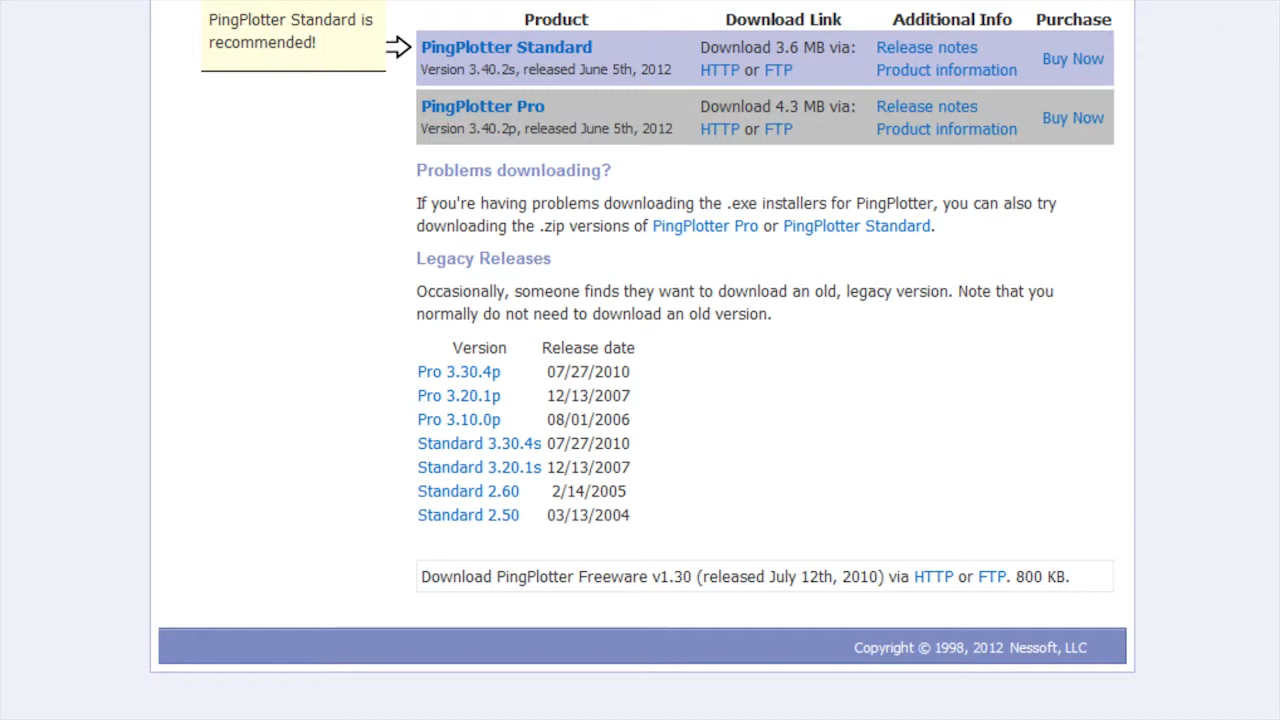 PingPlotter Standard is
recommended!
Product Download Link Additional Info Purchase
PingPlotter Standard Download 3.6 MB via: Release notes Buy Now
Version 3.40.2s, released June 5th, 2012 HTTP or FTP Product information
PingPlotter Pro Download 4.3 MB via: Release notes Buy Now
Version 3.40.2p, released June 5th, 2012 HTTP or FTP Product information
Problems downloading?
If you're having problems downloading the .exe installers for PingPlotter, you can also try
downloading the .zip versions of PingPlotter Pro or PingPlotter Standard.
Legacy Releases
Occasionally, someone finds they want to download an old, legacy version. Note that you
normally do not need to download an old version.
Version Release date
Pro 3.30.4p 07/27/2010
Pro 3.20.1p 12/13/2007
Pro 3.10.0p 08/01/2006
Standard 3.30.4s 07/27/2010
Standard 3.20.1s 12/13/2007
Standard 2.60 2/14/2005
Standard 2.50 03/13/2004
Download PingPlotter Freeware v1.30 (released July 12th, 2010) via HTTP or FTP. 800 KB.
Copyright © 1998, 2012 Nessoft, LLC